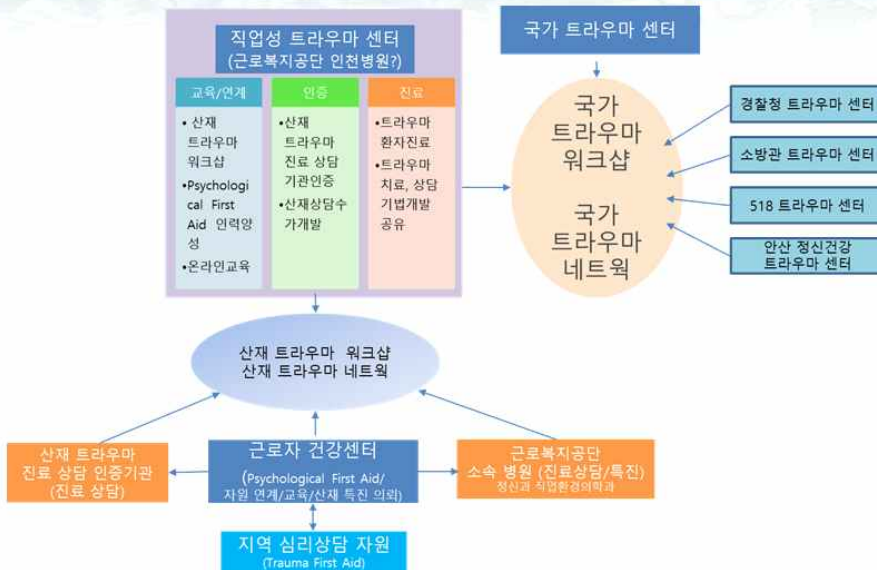 직업성 트라우마 센터
(근로복지공단 인천병원?)
국가 트라우마 센터
교육/연계
• 산재
트라우마
워크샵
•Psychologi
cal First
Aid 인력양
성
•온라인교육
인증
•산재
트라우마
진료 상담
기관인증
•산재상담수
가개발
진료
•트라우마
환자진료
•트라우마
치료, 상담
기법개발
공유
국가
트라우마
워크샵
국가
트라우마
네트웍
경찰청 트라우마 센터
소방관 트라우마 센터
518 트라우마 센터
안산 정신건강
트라우마 센터
산재 트라우마 워크샵
산재 트라우마 네트웍
산재 트라우마
진료 상담 인증기관
(진료 상담)
근로자 건강센터
(Psychological First Aid/
자원 연계/교육/산재 특진 의뢰)
근로복지공단
소속 병원 (진료상담/특진)
정신과 직업환경의학과
지역 심리상담 자원
(Trauma First Aid)